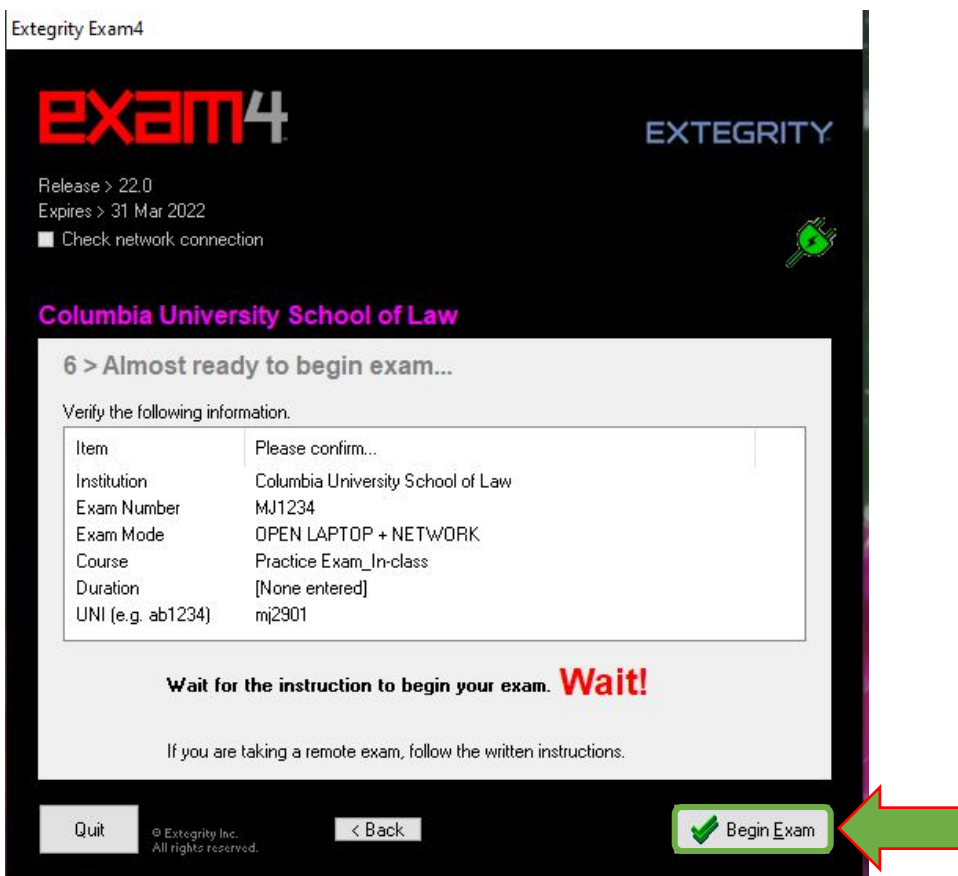 Extegrity Exam4
exam4
EXTEGRITY
Release > 22.0
Expires > 31 Mar 2022
Check network connection
Columbia University School of Law
6 > Almost ready to begin exam...
Verify the following information.
Item Please confirm...
Institution Columbia University School of Law
Exam Number MJ1234
Exam Mode OPEN LAPTOP + NETWORK
Course Practice Exam_In-class
Duration [None entered]
UNI (e.g. ab1234) mj2901
Wait for the instruction to begin your exam. Wait!
If you are taking a remote exam, follow the written instructions.
Quit
© Extegrity Inc.
All rights reserved.
< Back
Begin Exam